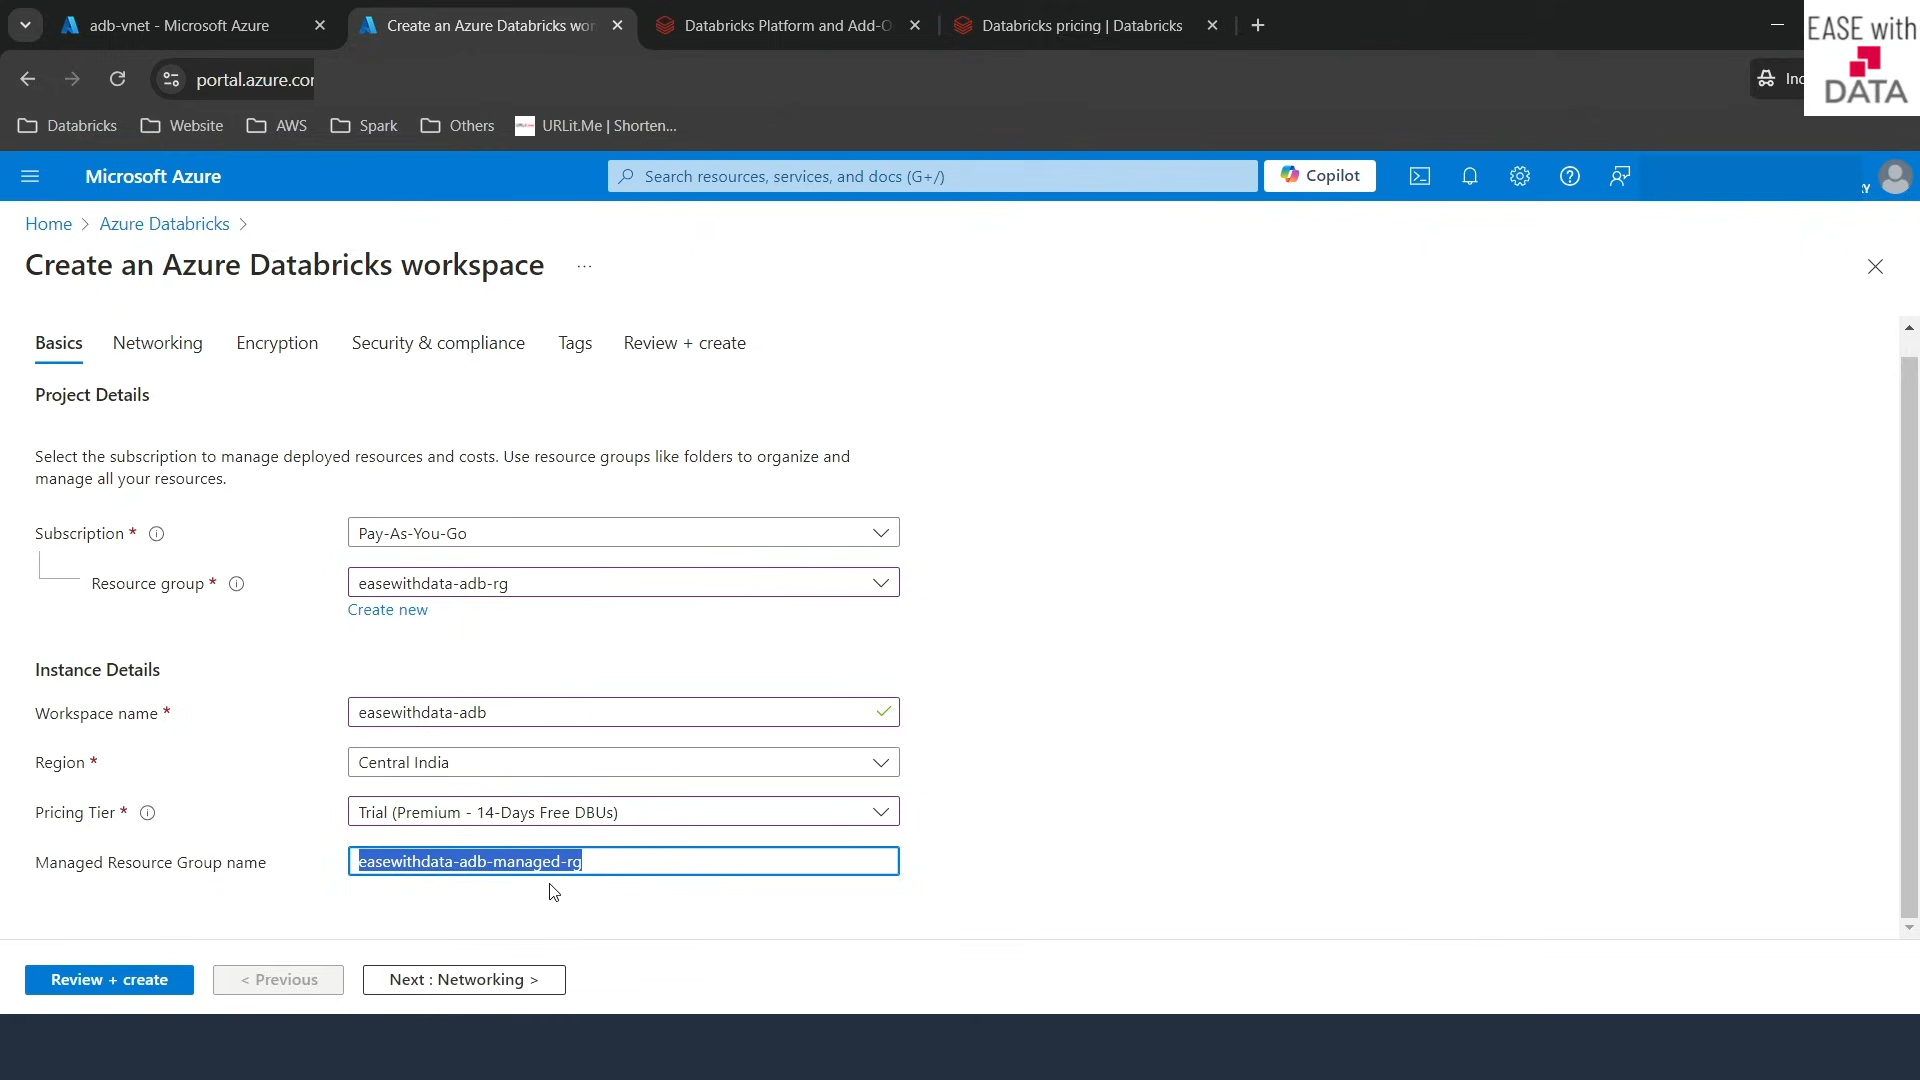 adb-vnet - Microsoft Azure
Create an Azure Databricks wor
Databricks Platform and Add-O
Databricks pricing | Databricks
EASE with
DATA
portal.azure.cor
Inc
Databricks
Website
AWS
Spark
Others
URLit.Me | Shorten...
Microsoft Azure
Search resources, services, and docs (G+/)
Copilot
Home > Azure Databricks >
Create an Azure Databricks workspace ...
Basics
Networking
Encryption
Security & compliance
Tags
Review + create
Project Details
Select the subscription to manage deployed resources and costs. Use resource groups like folders to organize and
manage all your resources.
Subscription *
Pay-As-You-Go
Resource group *
easewithdata-adb-rg
Create new
Instance Details
Workspace name *
easewithdata-adb
Region *
Central India
Pricing Tier *
Trial (Premium - 14-Days Free DBUs)
Managed Resource Group name
easewithdata-adb-managed-rg
Review + create
< Previous
Next : Networking >